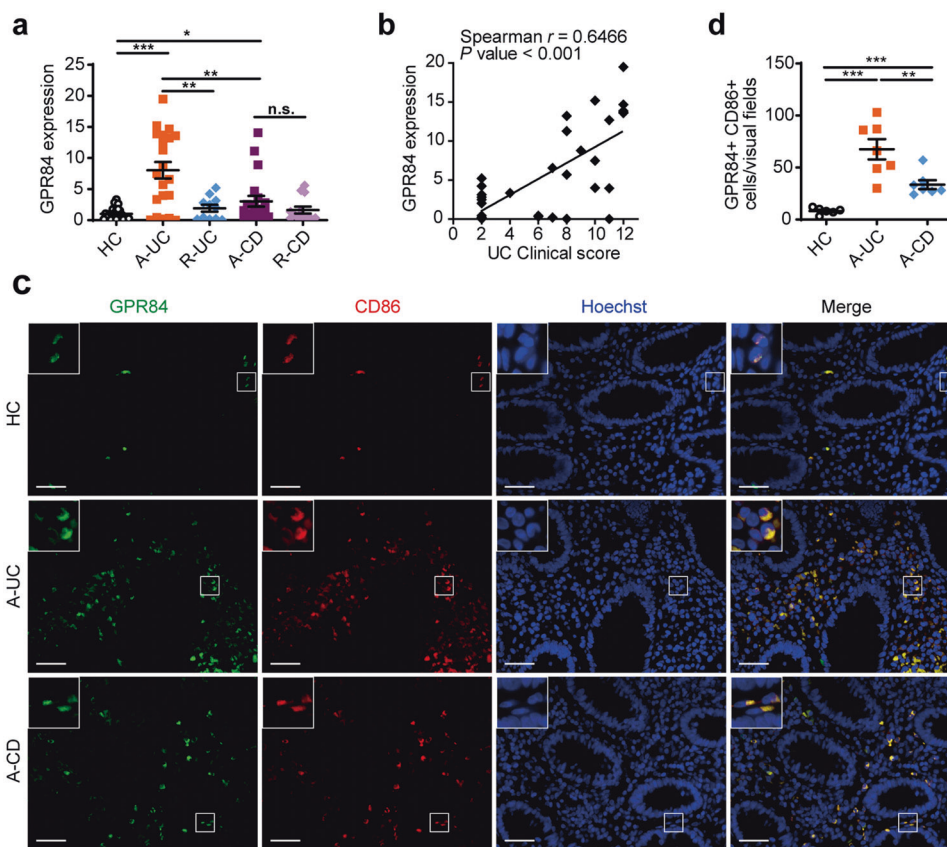 a
*
***
**
**
n.s.
GPR84 expression
25
20
15
10
5
0
HC
A-UC
R-UC
A-CD
R-CD
b
Spearman r = 0.6466
P value < 0.001
GPR84 expression
20
15
10
5
0
0 2 4 6 8 10 12
UC Clinical score
d
***
*** **
GPR84+ CD86+
cells/visual fields
150
100
50
0
HC
A-UC
A-CD
c
GPR84 CD86 Hoechst Merge
HC
A-UC
A-CD